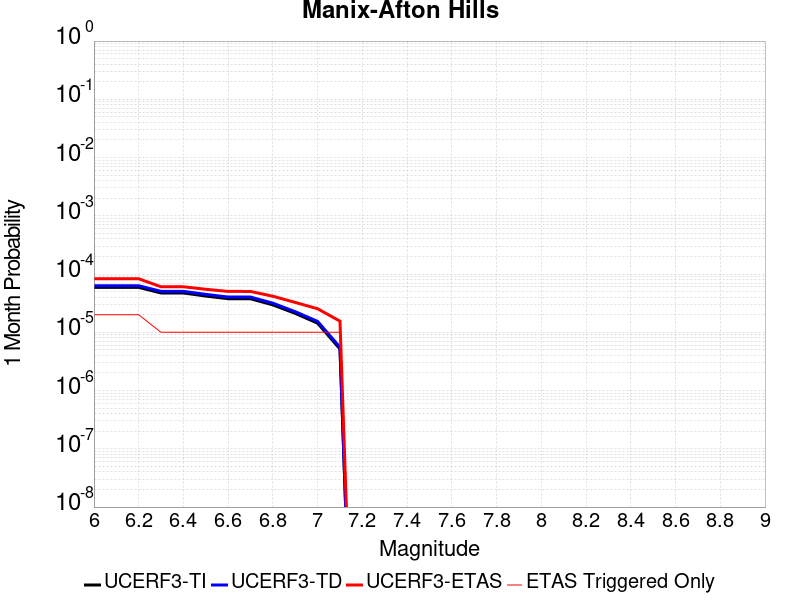 Manix-Afton Hills
10^0
10^-1
10^-2
10^-3
10^-4
10^-5
10^-6
10^-7
10^-8
1 Month Probability
6 6.2 6.4 6.6 6.8 7 7.2 7.4 7.6 7.8 8 8.2 8.4 8.6 8.8 9
Magnitude
UCERF3-TI UCERF3-TD UCERF3-ETAS ETAS Triggered Only